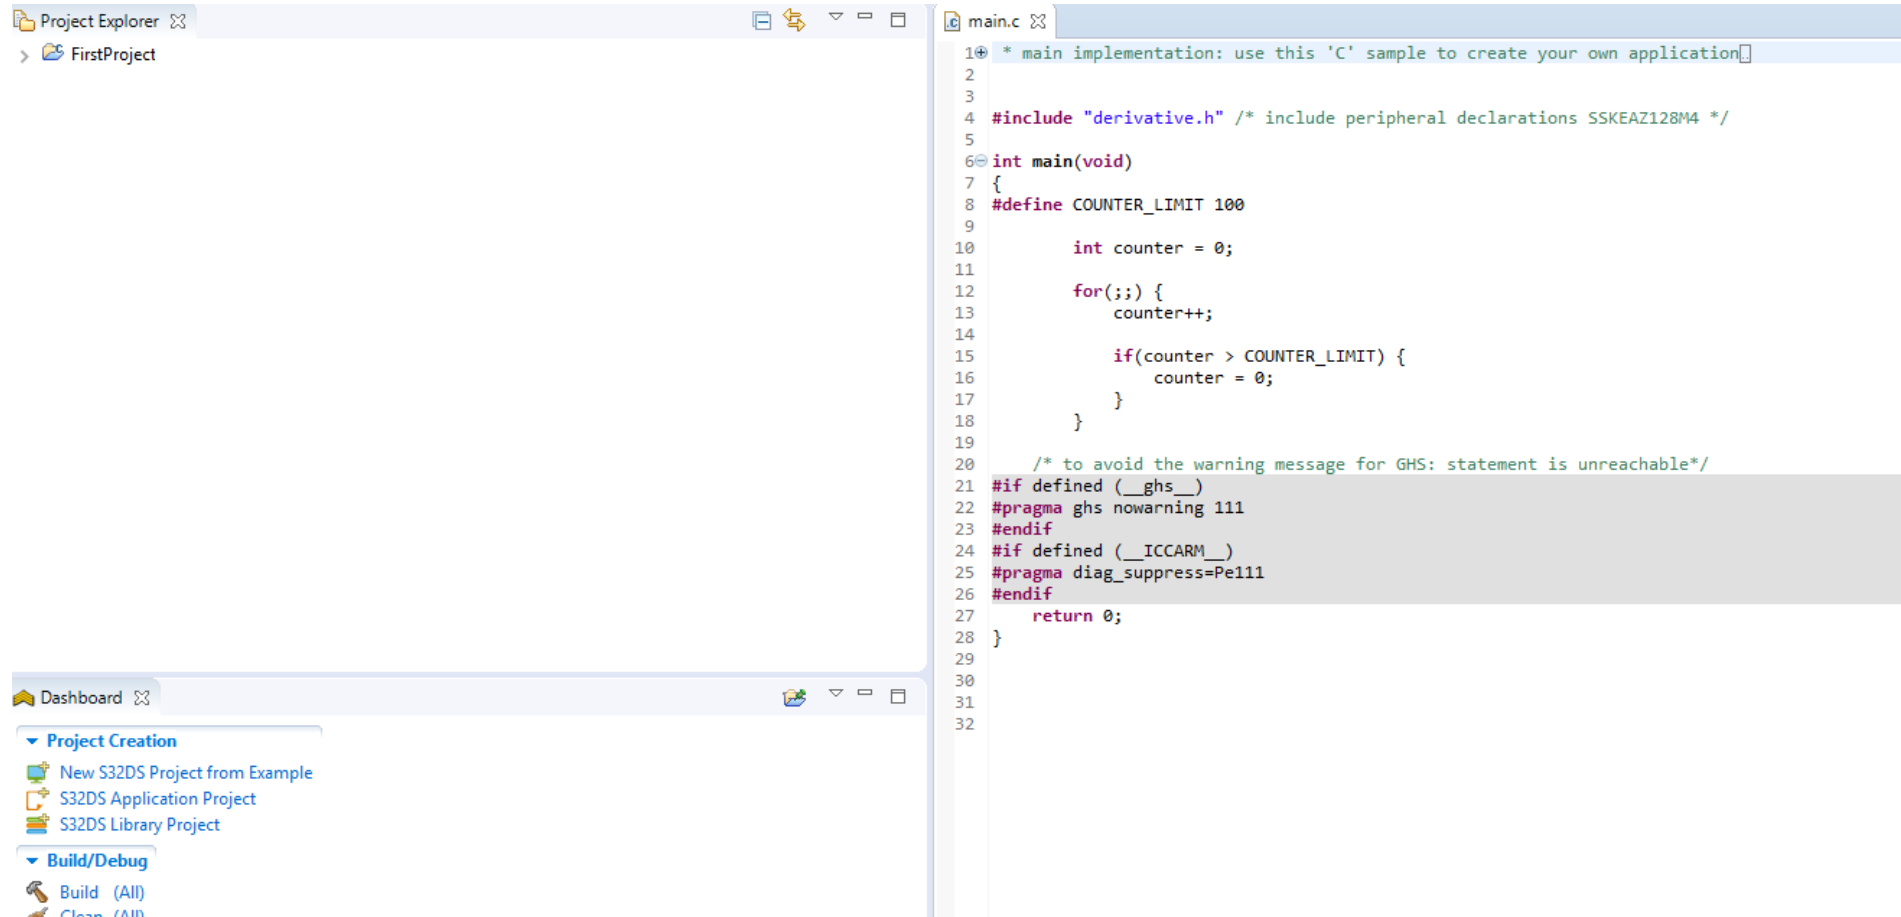 Project Explorer
FirstProject
Dashboard
Project Creation
New S32DS Project from Example
S32DS Application Project
S32DS Library Project
Build/Debug
Build (All)
Clean (All)
main.c
1 * main implementation: use this 'C' sample to create your own application..
2
3
4 #include "derivative.h" /* include peripheral declarations SSKEAZ128M4 */
5
6 int main(void)
7 {
8 #define COUNTER_LIMIT 100
9
10 int counter = 0;
11
12 for(;;) {
13 counter++;
14
15 if(counter > COUNTER_LIMIT) {
16 counter = 0;
17 }
18 }
19
20 /* to avoid the warning message for GHS: statement is unreachable*/
21 #if defined (__ghs__)
22 #pragma ghs nowarning 111
23 #endif
24 #if defined (__ICCARM__)
25 #pragma diag_suppress=Pe111
26 #endif
27 return 0;
28 }
29
30
31
32